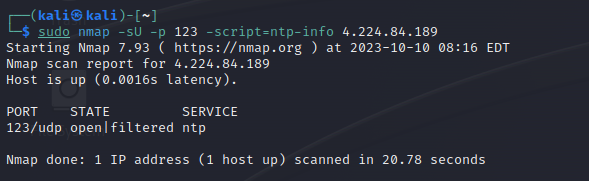 ┌──(kali㉿kali)-[~]
└─$ sudo nmap -sU -p 123 -script=ntp-info 4.224.84.189
Starting Nmap 7.93 ( https://nmap.org ) at 2023-10-10 08:16 EDT
Nmap scan report for 4.224.84.189
Host is up (0.0016s latency).
PORT    STATE         SERVICE
123/udp open|filtered ntp
Nmap done: 1 IP address (1 host up) scanned in 20.78 seconds